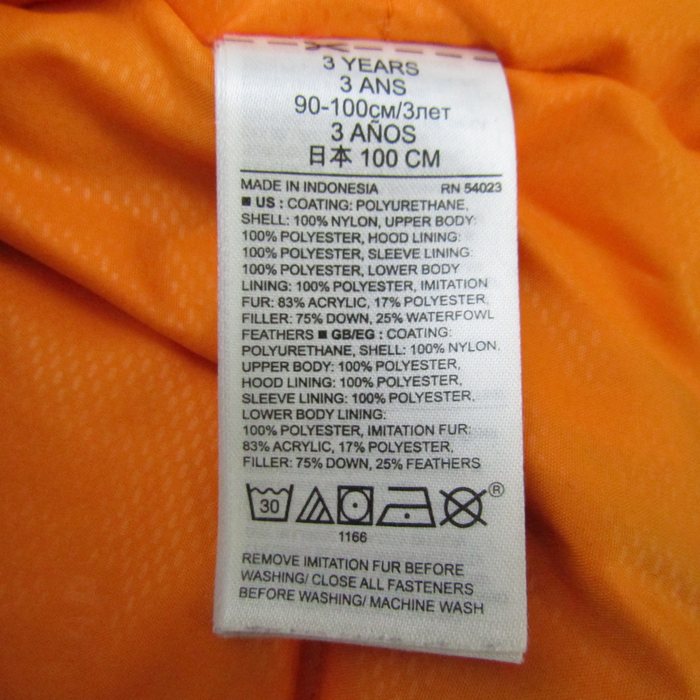 3 YEARS
3 ANS
90-100см/3лет
3 AÑOS
日本 100 CM
MADE IN INDONESIA RN 54023
■ US : COATING: POLYURETHANE,
SHELL: 100% NYLON, UPPER BODY:
100% POLYESTER, HOOD LINING:
100% POLYESTER, SLEEVE LINING:
100% POLYESTER, LOWER BODY
LINING: 100% POLYESTER, IMITATION
FUR: 83% ACRYLIC, 17% POLYESTER,
FILLER: 75% DOWN, 25% WATERFOWL
FEATHERS ■ GB/EG : COATING:
POLYURETHANE, SHELL: 100% NYLON,
UPPER BODY: 100% POLYESTER,
HOOD LINING: 100% POLYESTER,
SLEEVE LINING: 100% POLYESTER,
LOWER BODY LINING:
100% POLYESTER, IMITATION FUR:
83% ACRYLIC, 17% POLYESTER,
FILLER: 75% DOWN, 25% FEATHERS
30 ®
1166
REMOVE IMITATION FUR BEFORE
WASHING/ CLOSE ALL FASTENERS
BEFORE WASHING/ MACHINE WASH